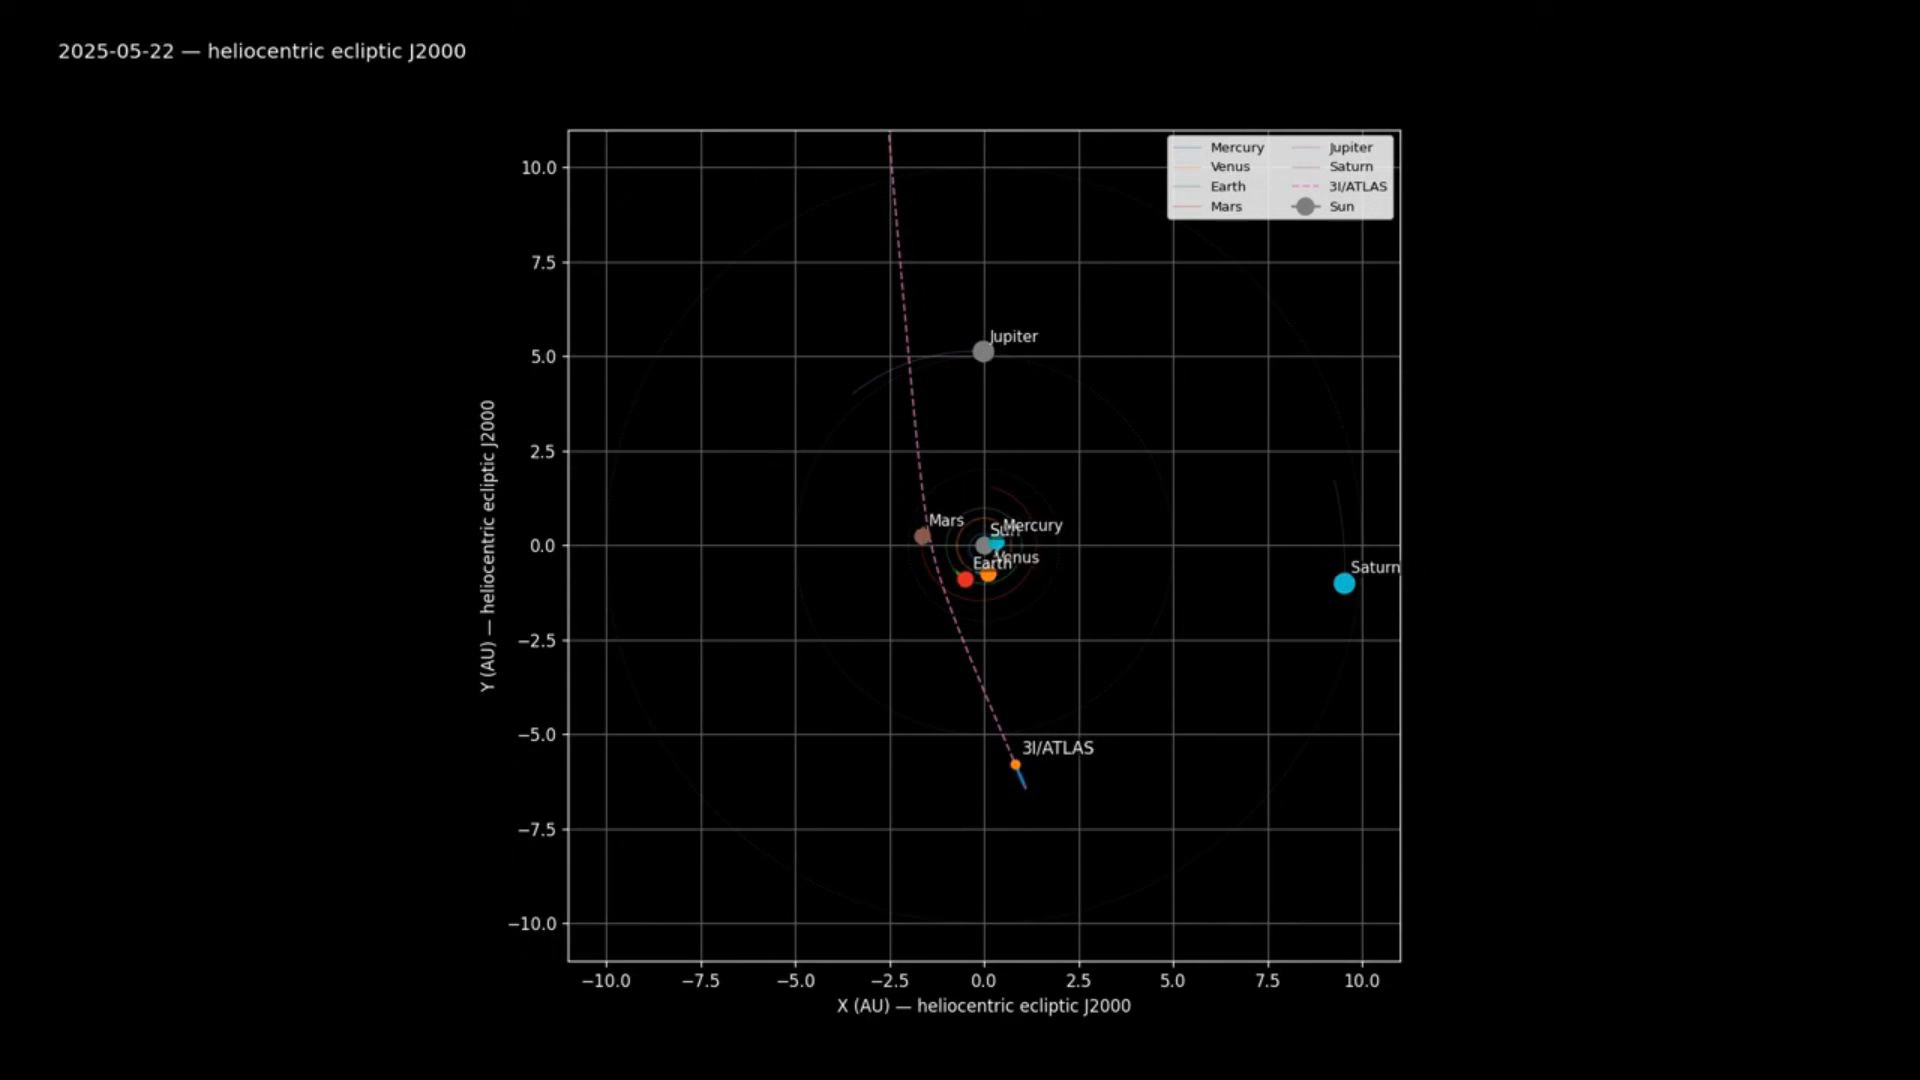 2025-05-22 — heliocentric ecliptic J2000
Mercury
Venus
Earth
Mars
Jupiter
Saturn
3I/ATLAS
Sun
Y (AU) — heliocentric ecliptic J2000
10.0
7.5
5.0
2.5
0.0
−2.5
−5.0
−7.5
−10.0
Jupiter
Mars
Mercury
Sun
Venus
Earth
Saturn
3I/ATLAS
−10.0 −7.5 −5.0 −2.5 0.0 2.5 5.0 7.5 10.0
X (AU) — heliocentric ecliptic J2000